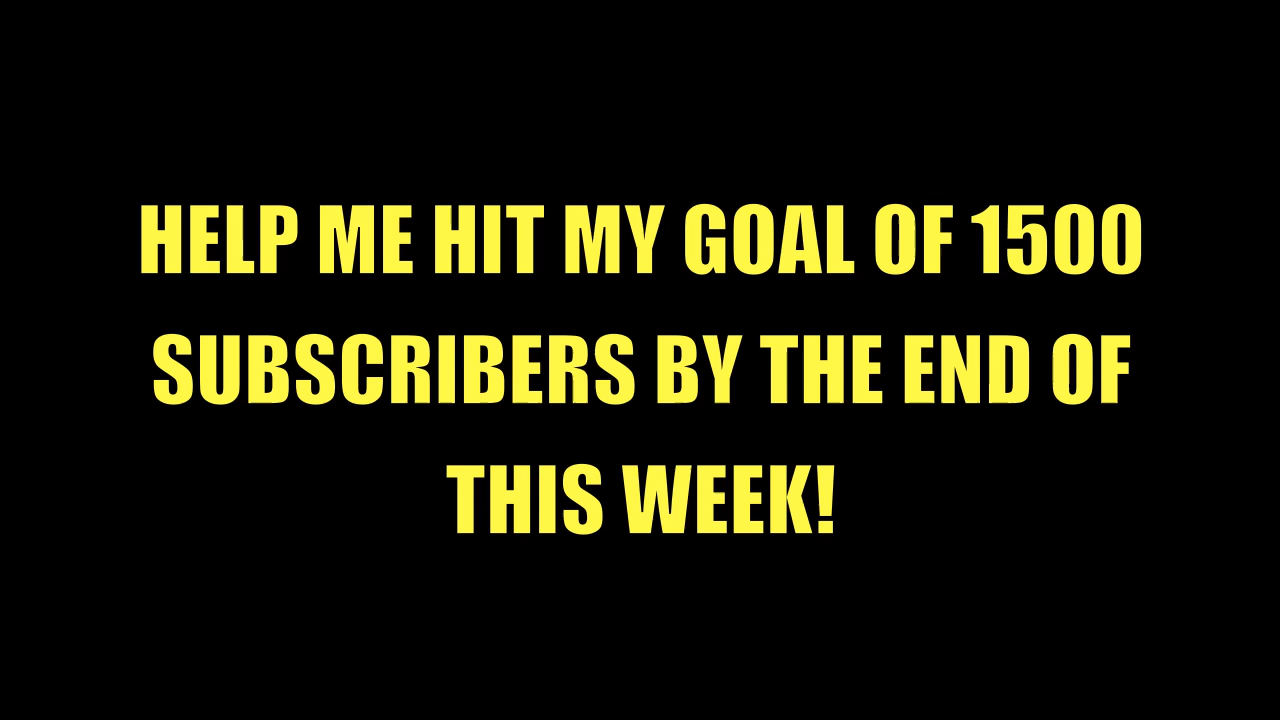 HELP ME HIT MY GOAL OF 1500
SUBSCRIBERS BY THE END OF
THIS WEEK!